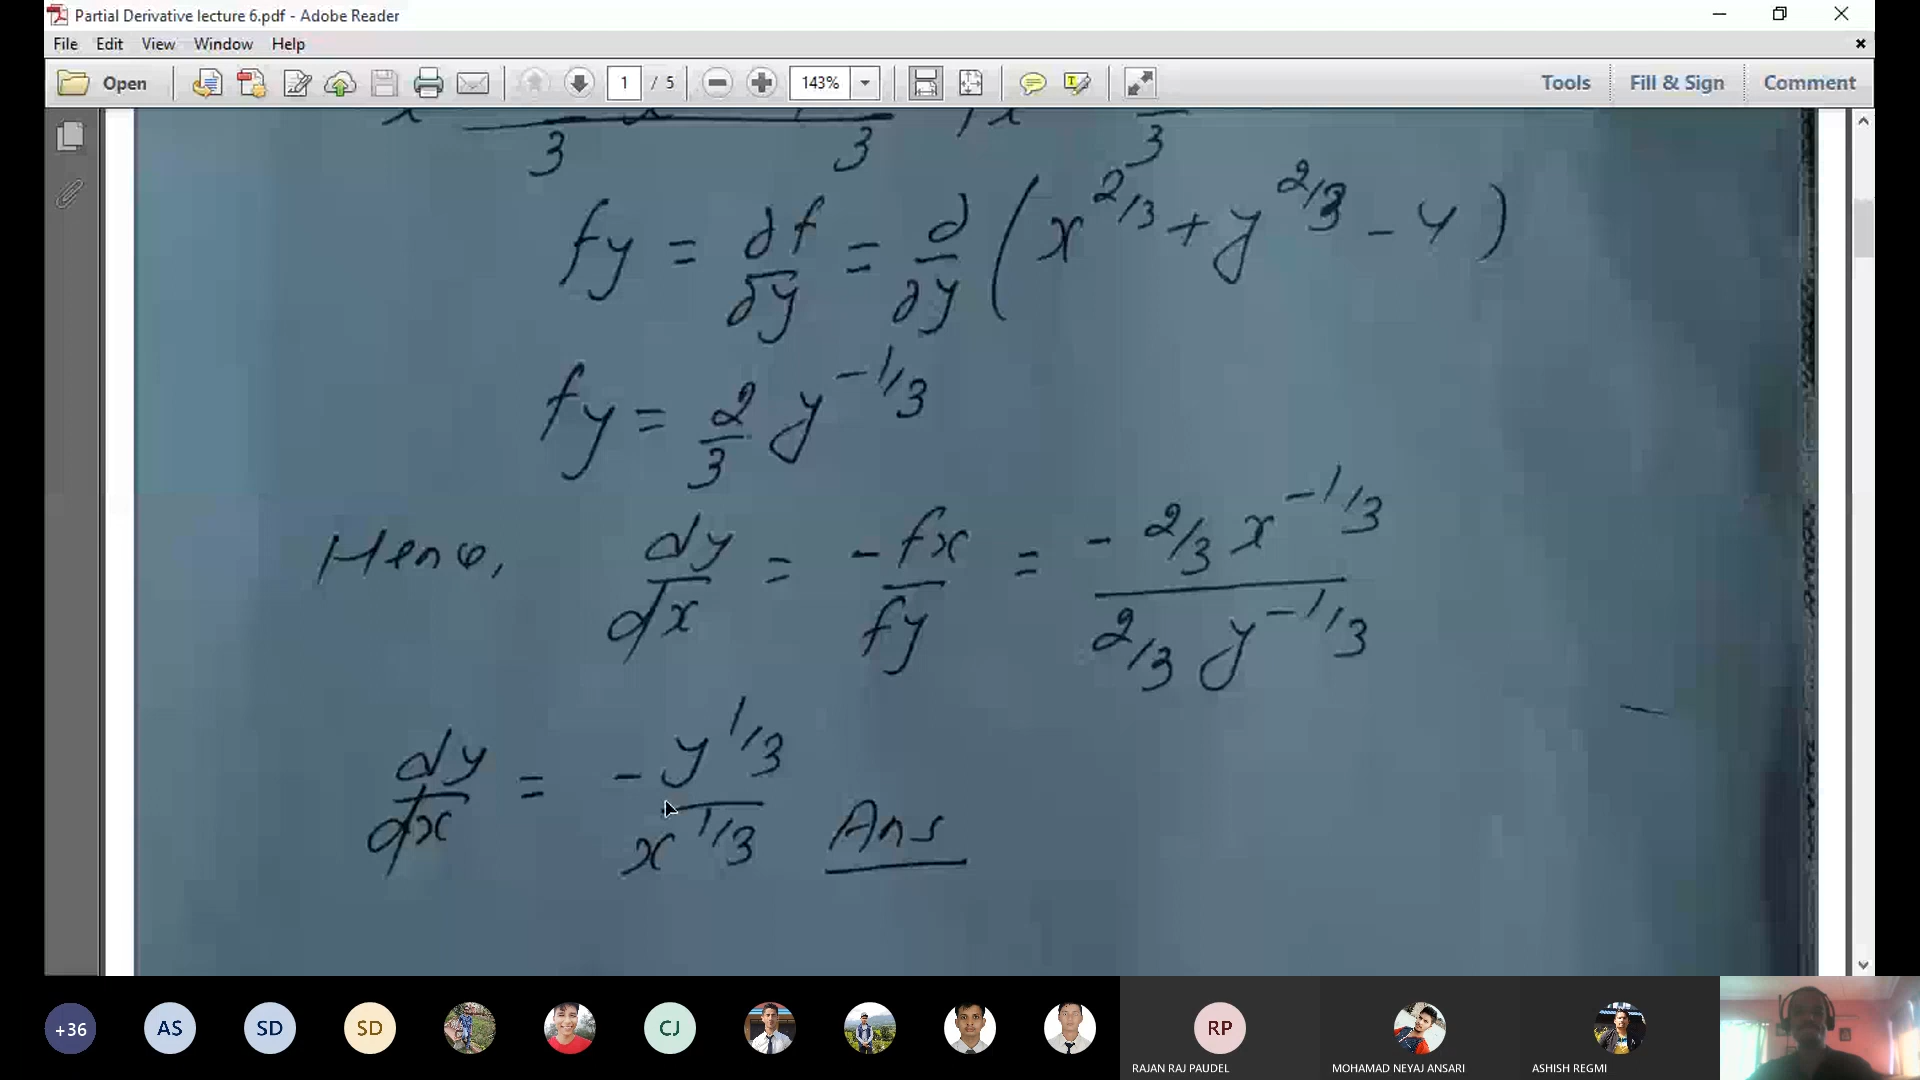 Partial Derivative lecture 6.pdf - Adobe Reader
File Edit View Window Help
Open 1 / 5 143% Tools Fill & Sign Comment
3 3 3
fy = ∂f/∂y = ∂/∂y (x^2/3 + y^2/3 - 4)
fy = 2/3 y^-1/3
Hence, dy/dx = -fx/fy = -2/3 x^-1/3 / 2/3 y^-1/3
dy/dx = -y^1/3 / x^1/3 Ans
+36 AS SD SD CJ RP
RAJAN RAJ PAUDEL MOHAMAD NEYAJ ANSARI ASHISH REGMI